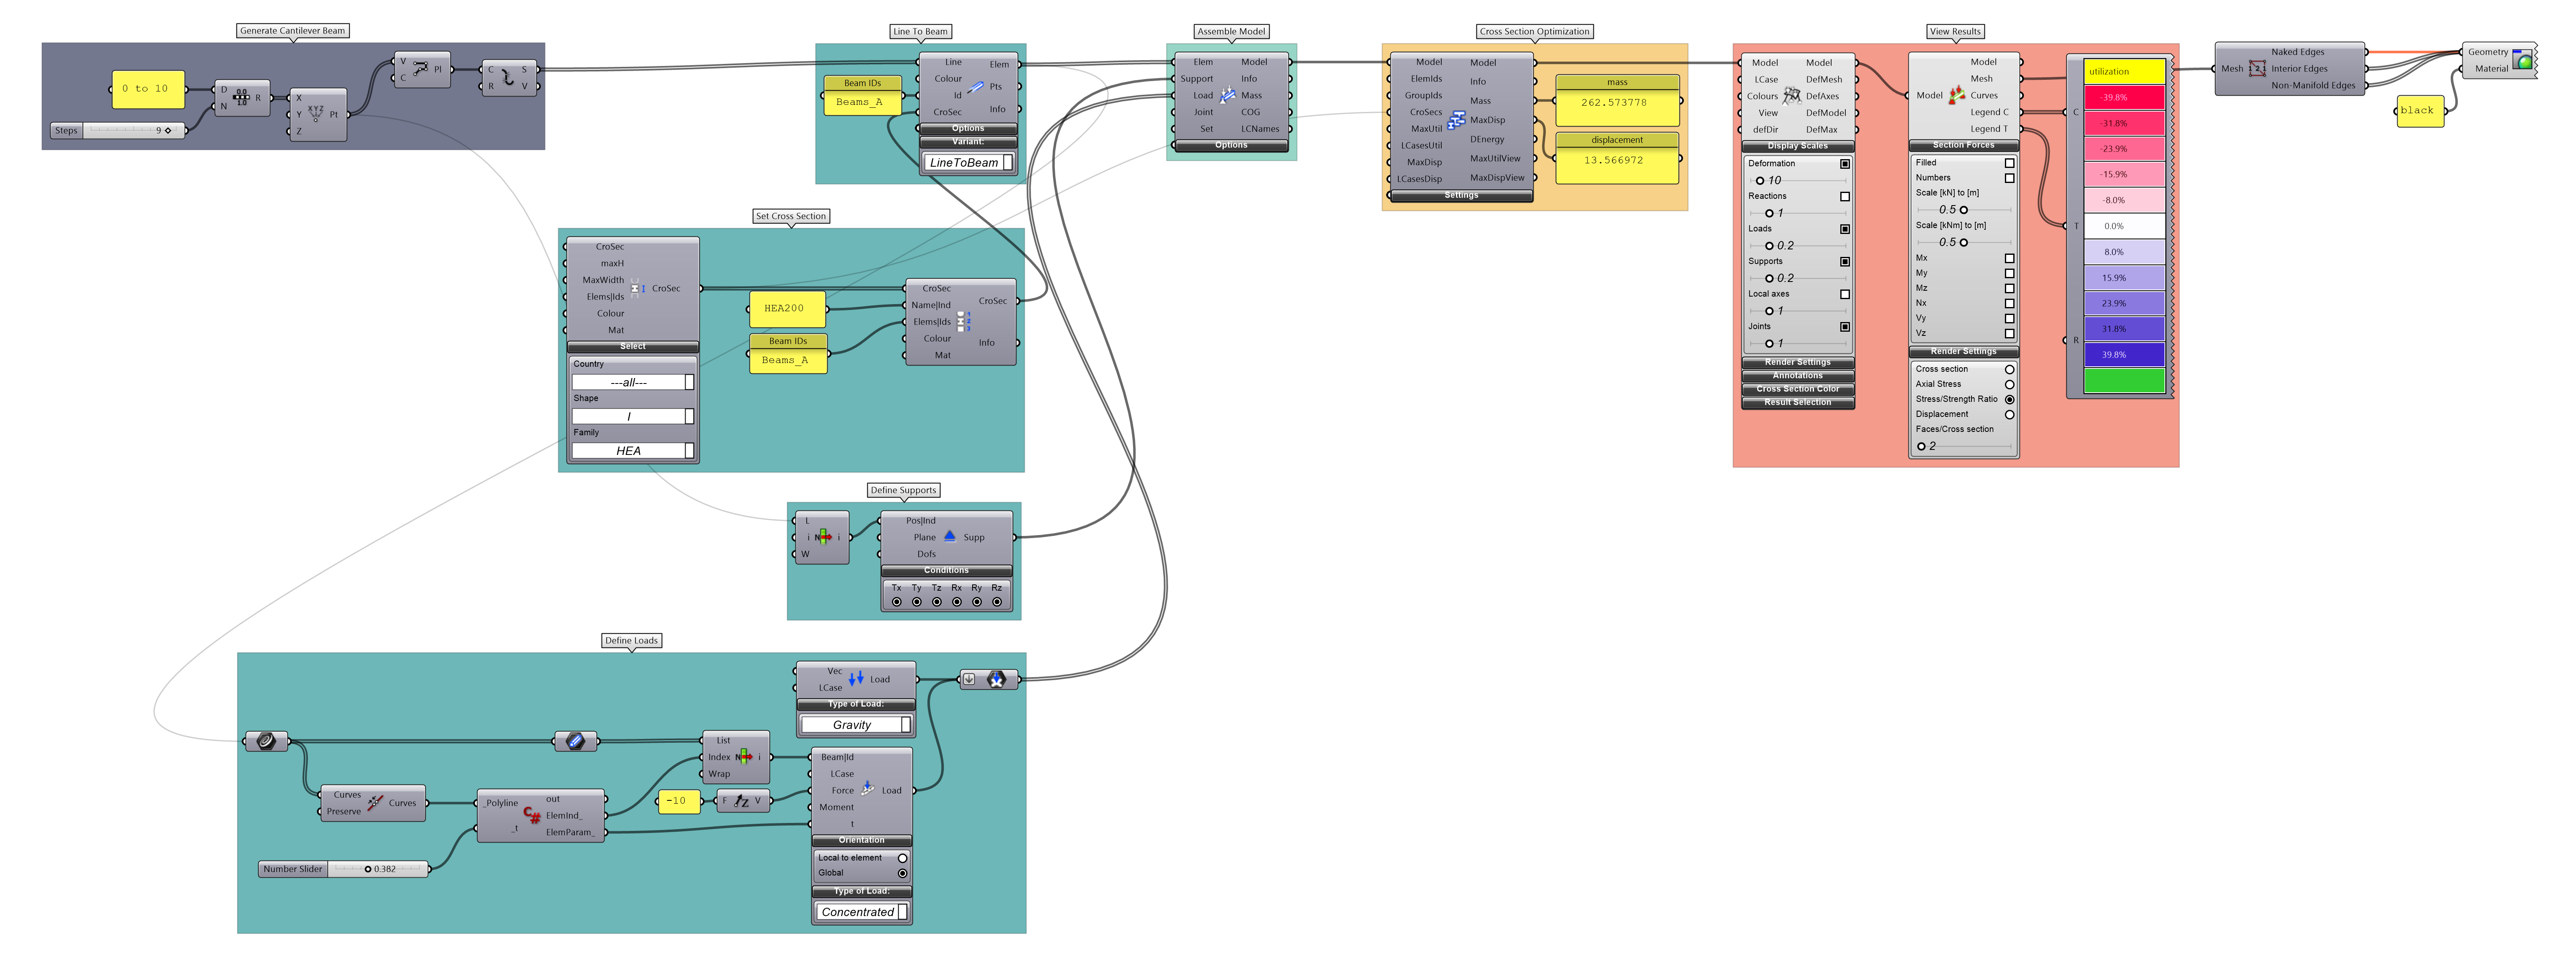 Generate Cantilever Beam
0 to 10
Steps
9
D
N
R
X
Y
Z
Pt
V
C
Pl
C
R
S
V
Line To Beam
Beam IDs
Beams_A
Line
Colour
Id
CroSec
Elem
Pts
Info
Options
Variant:
LineToBeam
Set Cross Section
CroSec
maxH
MaxWidth
Elems|Ids
Colour
Mat
CroSec
Select
Country
---all---
Shape
I
Family
HEA
HEA200
Beam IDs
Beams_A
CroSec
Name|Ind
Elems|Ids
Colour
Mat
CroSec
Info
Define Supports
L
i
W
i
Pos|Ind
Plane
Dofs
Supp
Conditions
Tx Ty Tz Rx Ry Rz
Define Loads
Vec
LCase
Load
Type of Load:
Gravity
List
Index
Wrap
i
Curves
Preserve
Curves
_Polyline
_t
out
ElemInd_
ElemParam_
Number Slider
0.382
-10
F
V
Beam|Id
LCase
Force
Moment
t
Load
Orientation
Local to element
Global
Type of Load:
Concentrated
Assemble Model
Elem
Support
Load
Joint
Set
Model
Info
Mass
COG
LCNames
Options
Cross Section Optimization
Model
ElemIds
GroupIds
CroSecs
MaxUtil
LCasesUtil
MaxDisp
LCasesDisp
Model
Info
Mass
MaxDisp
DEnergy
MaxUtilView
MaxDispView
Settings
mass
262.573778
displacement
13.566972
View Results
Model
LCase
Colours
View
defDir
Model
DefMesh
DefAxes
DefModel
DefMax
Display Scales
Deformation
10
Reactions
1
Loads
0.2
Supports
0.2
Local axes
1
Joints
1
Render Settings
Annotations
Cross Section Color
Result Selection
Model
Model
Mesh
Curves
Legend C
Legend T
Section Forces
Filled
Numbers
Scale [kN] to [m]
0.5
Scale [kNm] to [m]
0.5
Mx
My
Mz
Nx
Vy
Vz
Render Settings
Cross section
Axial Stress
Stress/Strength Ratio
Displacement
Faces/Cross section
2
C
T
R
utilization
-39.8%
-31.8%
-23.9%
-15.9%
-8.0%
0.0%
8.0%
15.9%
23.9%
31.8%
39.8%
Mesh
Naked Edges
Interior Edges
Non-Manifold Edges
black
Geometry
Material